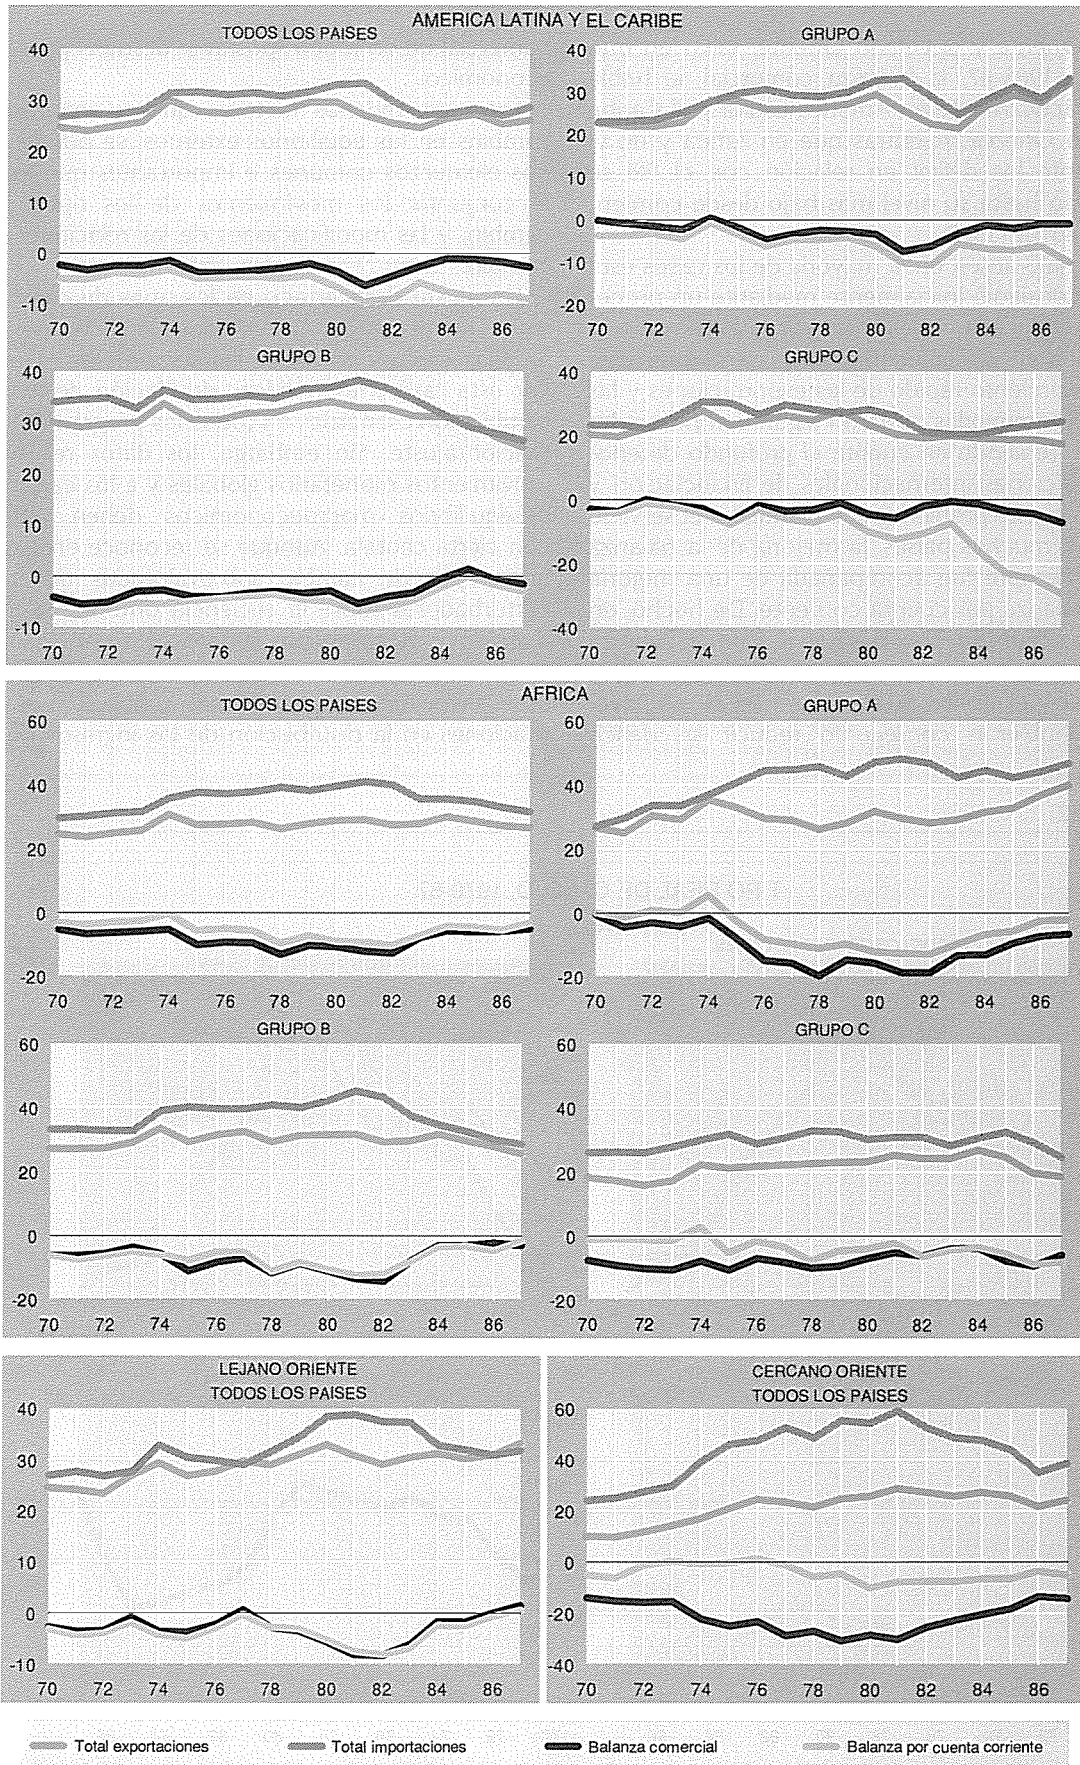 AMERICA LATINA Y EL CARIBE
TODOS LOS PAISES
GRUPO A
40
30
20
10
0
-10
70 72 74 76 78 80 82 84 86
40
30
20
10
0
-10
-20
70 72 74 76 78 80 82 84 86
GRUPO B
GRUPO C
40
30
20
10
0
-10
70 72 74 76 78 80 82 84 86
40
20
0
-20
-40
70 72 74 76 78 80 82 84 86
AFRICA
TODOS LOS PAISES
GRUPO A
60
40
20
0
-20
70 72 74 76 78 80 82 84 86
60
40
20
0
-20
70 72 74 76 78 80 82 84 86
GRUPO B
GRUPO C
60
40
20
0
-20
70 72 74 76 78 80 82 84 86
60
40
20
0
-20
70 72 74 76 78 80 82 84 86
LEJANO ORIENTE
TODOS LOS PAISES
40
30
20
10
0
-10
70 72 74 76 78 80 82 84 86
CERCANO ORIENTE
TODOS LOS PAISES
60
40
20
0
-20
-40
70 72 74 76 78 80 82 84 86
Total exportaciones
Total importaciones
Balanza comercial
Balanza por cuenta corriente